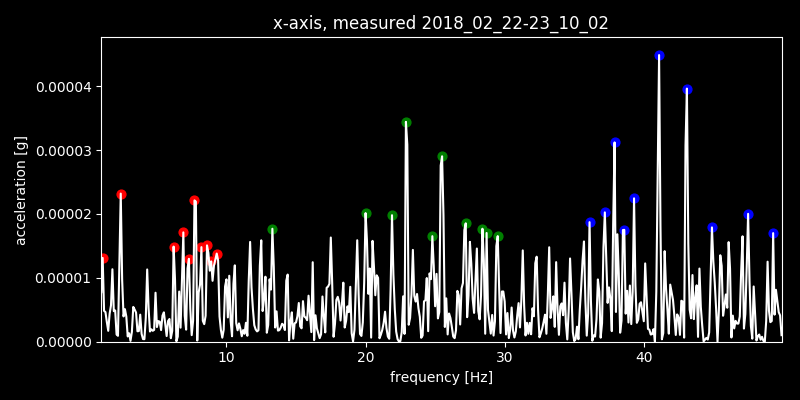 x-axis, measured 2018_02_22-23_10_02
acceleration [g]
0.00004
0.00003
0.00002
0.00001
0.00000
10 20 30 40
frequency [Hz]